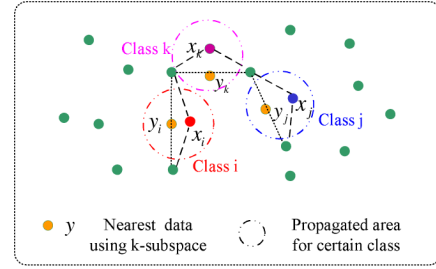 Class k
x_k
y_k
x_j
y_j
y_i
x_i
Class j
Class i
y Nearest data using k-subspace
Propagated area for certain class